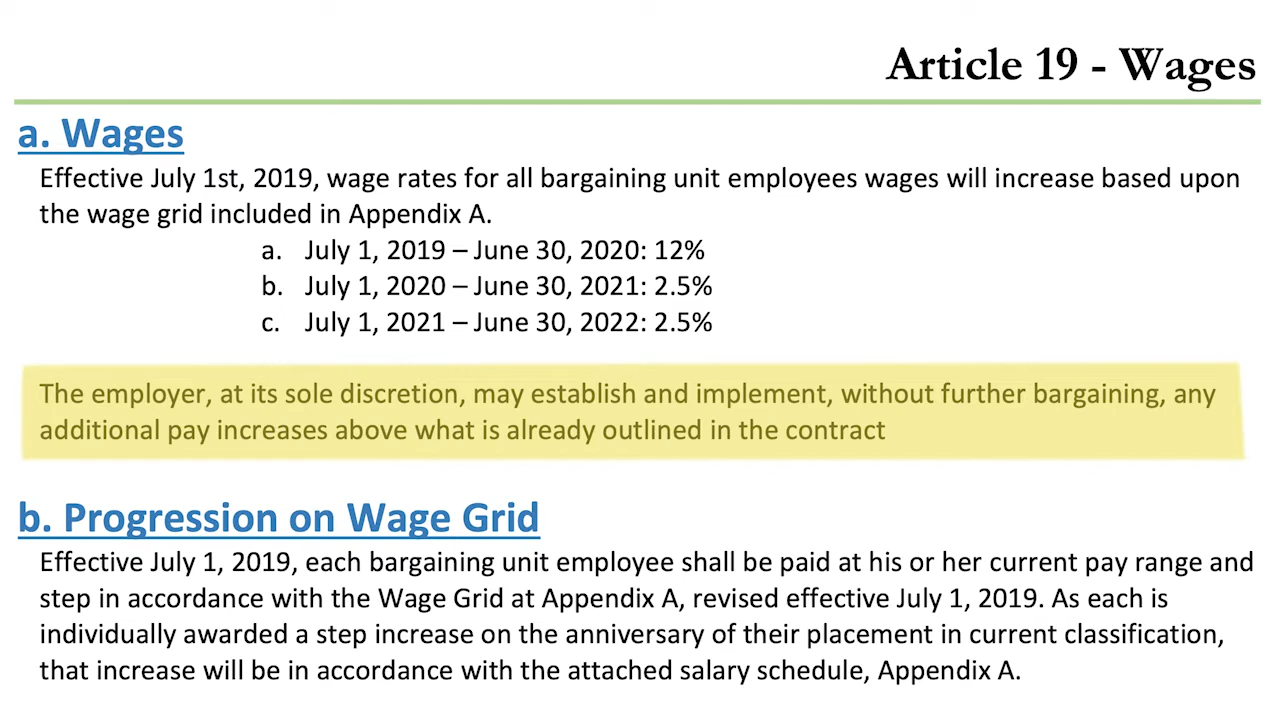 Article 19 - Wages
a. Wages
Effective July 1st, 2019, wage rates for all bargaining unit employees wages will increase based upon
the wage grid included in Appendix A.
a. July 1, 2019 – June 30, 2020: 12%
b. July 1, 2020 – June 30, 2021: 2.5%
c. July 1, 2021 – June 30, 2022: 2.5%
The employer, at its sole discretion, may establish and implement, without further bargaining, any
additional pay increases above what is already outlined in the contract
b. Progression on Wage Grid
Effective July 1, 2019, each bargaining unit employee shall be paid at his or her current pay range and
step in accordance with the Wage Grid at Appendix A, revised effective July 1, 2019. As each is
individually awarded a step increase on the anniversary of their placement in current classification,
that increase will be in accordance with the attached salary schedule, Appendix A.